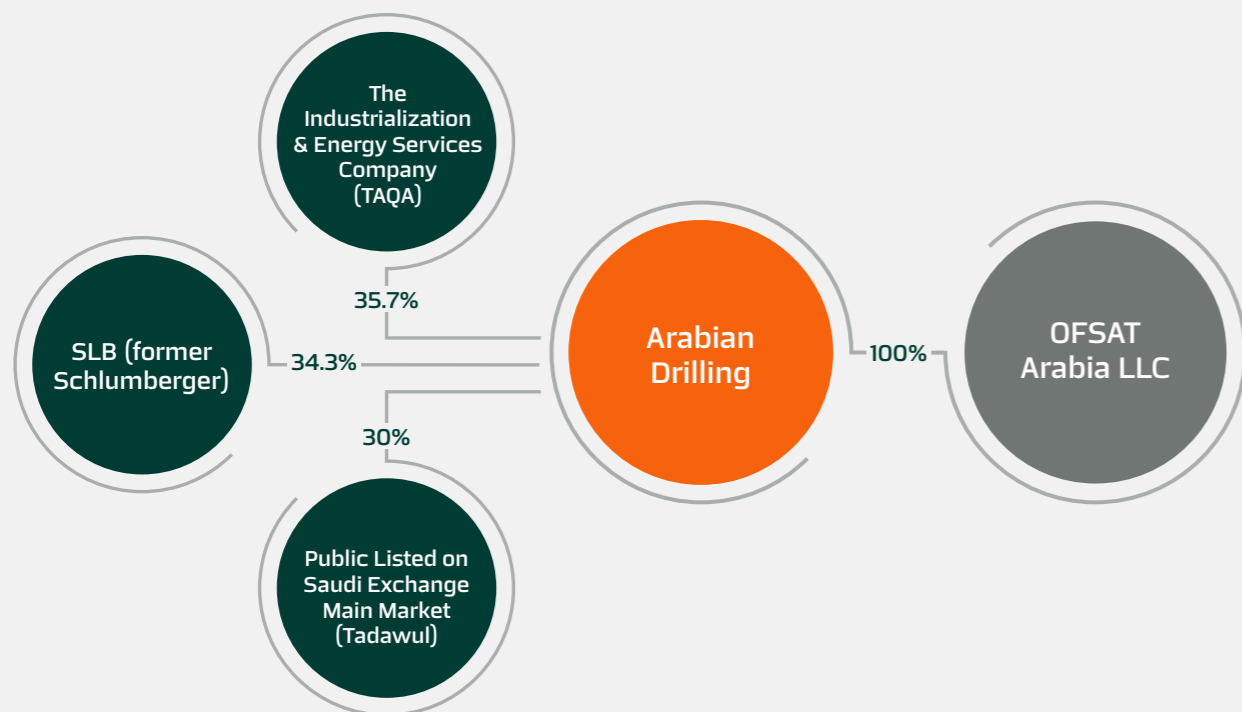 The
Industrialization
& Energy Services
Company
(TAQA)
35.7%
SLB (former
Schlumberger)
34.3%
Arabian
Drilling
100%
OFSAT
Arabia LLC
30%
Public Listed on
Saudi Exchange
Main Market
(Tadawul)